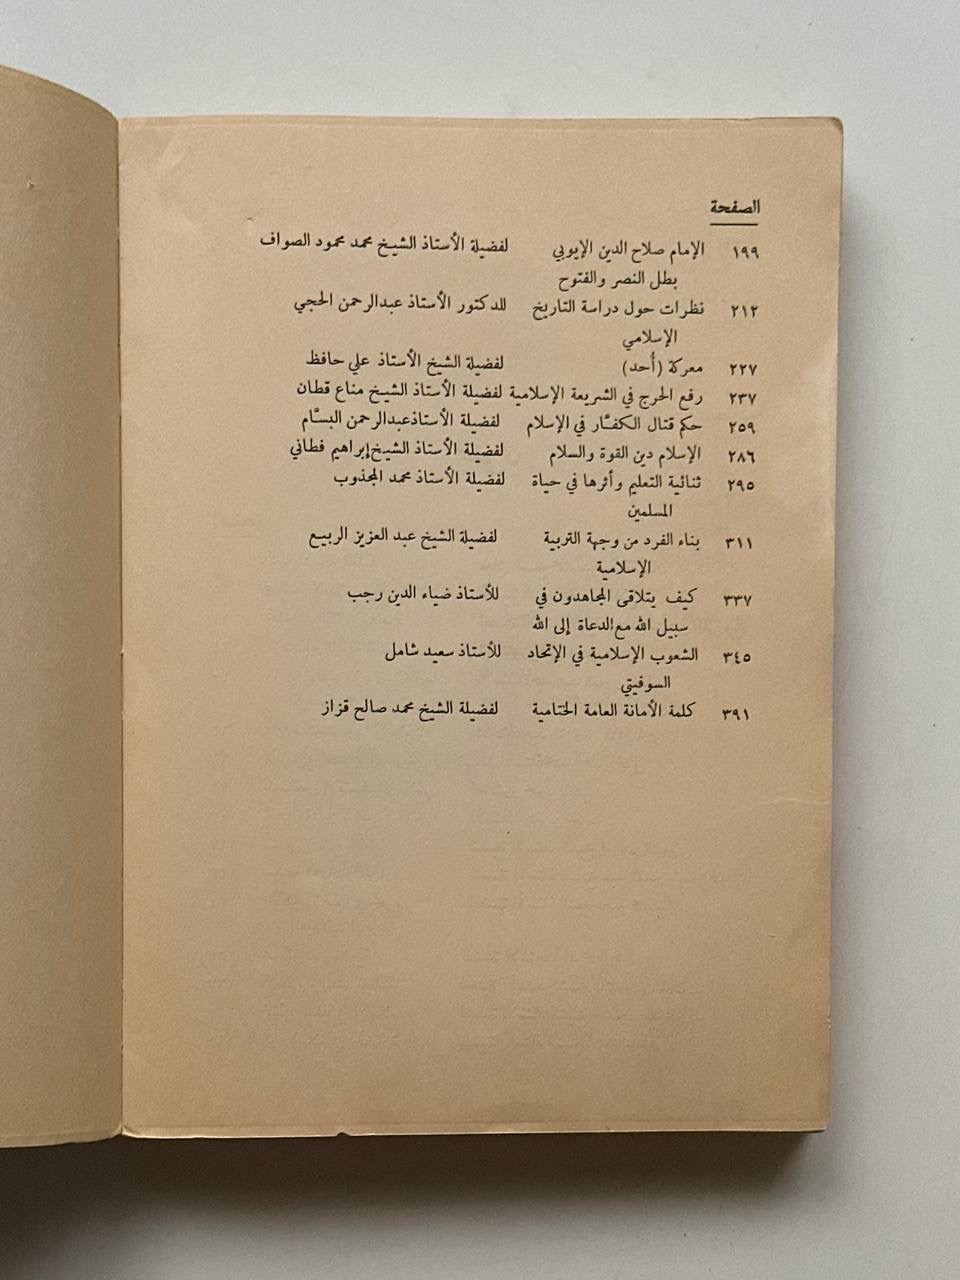 الصفحة
١٩٩ الإمام صلاح الدين الإيوبي لفضيلة الأستاذ الشيخ محمد محمود الصواف
بطل النصر والفتوح
٢١٢ نظرات حول دراسة التاريخ للدكتور الأستاذ عبدالرحمن الحجي
الإسلامي
٢٢٧ معركة (أُحد) لفضيلة الشيخ الأستاذ علي حافظ
٢٣٧ رفع الحرج في الشريعة الإسلامية لفضيلة الأستاذ الشيخ مناع قطان
٢٥٩ حكم قتال الكفّار في الإسلام لفضيلة الأستاذعبدالرحمن البسّام
٢٨٦ الإسلام دين القوة والسلام لفضيلة الأستاذ الشيخ إبراهيم فطاني
٢٩٥ ثنائية التعليم وأثرها في حياة لفضيلة الأستاذ محمد المجذوب
المسلمين
٣١١ بناء الفرد من وجهة التربية لفضيلة الشيخ عبد العزيز الربيع
الإسلامية
٣٣٧ كيف يتلاقى المجاهدون في للأستاذ ضياء الدين رجب
سبيل الله مع الدعاة إلى الله
٣٤٥ الشعوب الإسلامية في الإتحاد للأستاذ سعيد شامل
السوفيتي
٣٩١ كلمة الأمانة العامة الختامية لفضيلة الشيخ محمد صالح قزاز